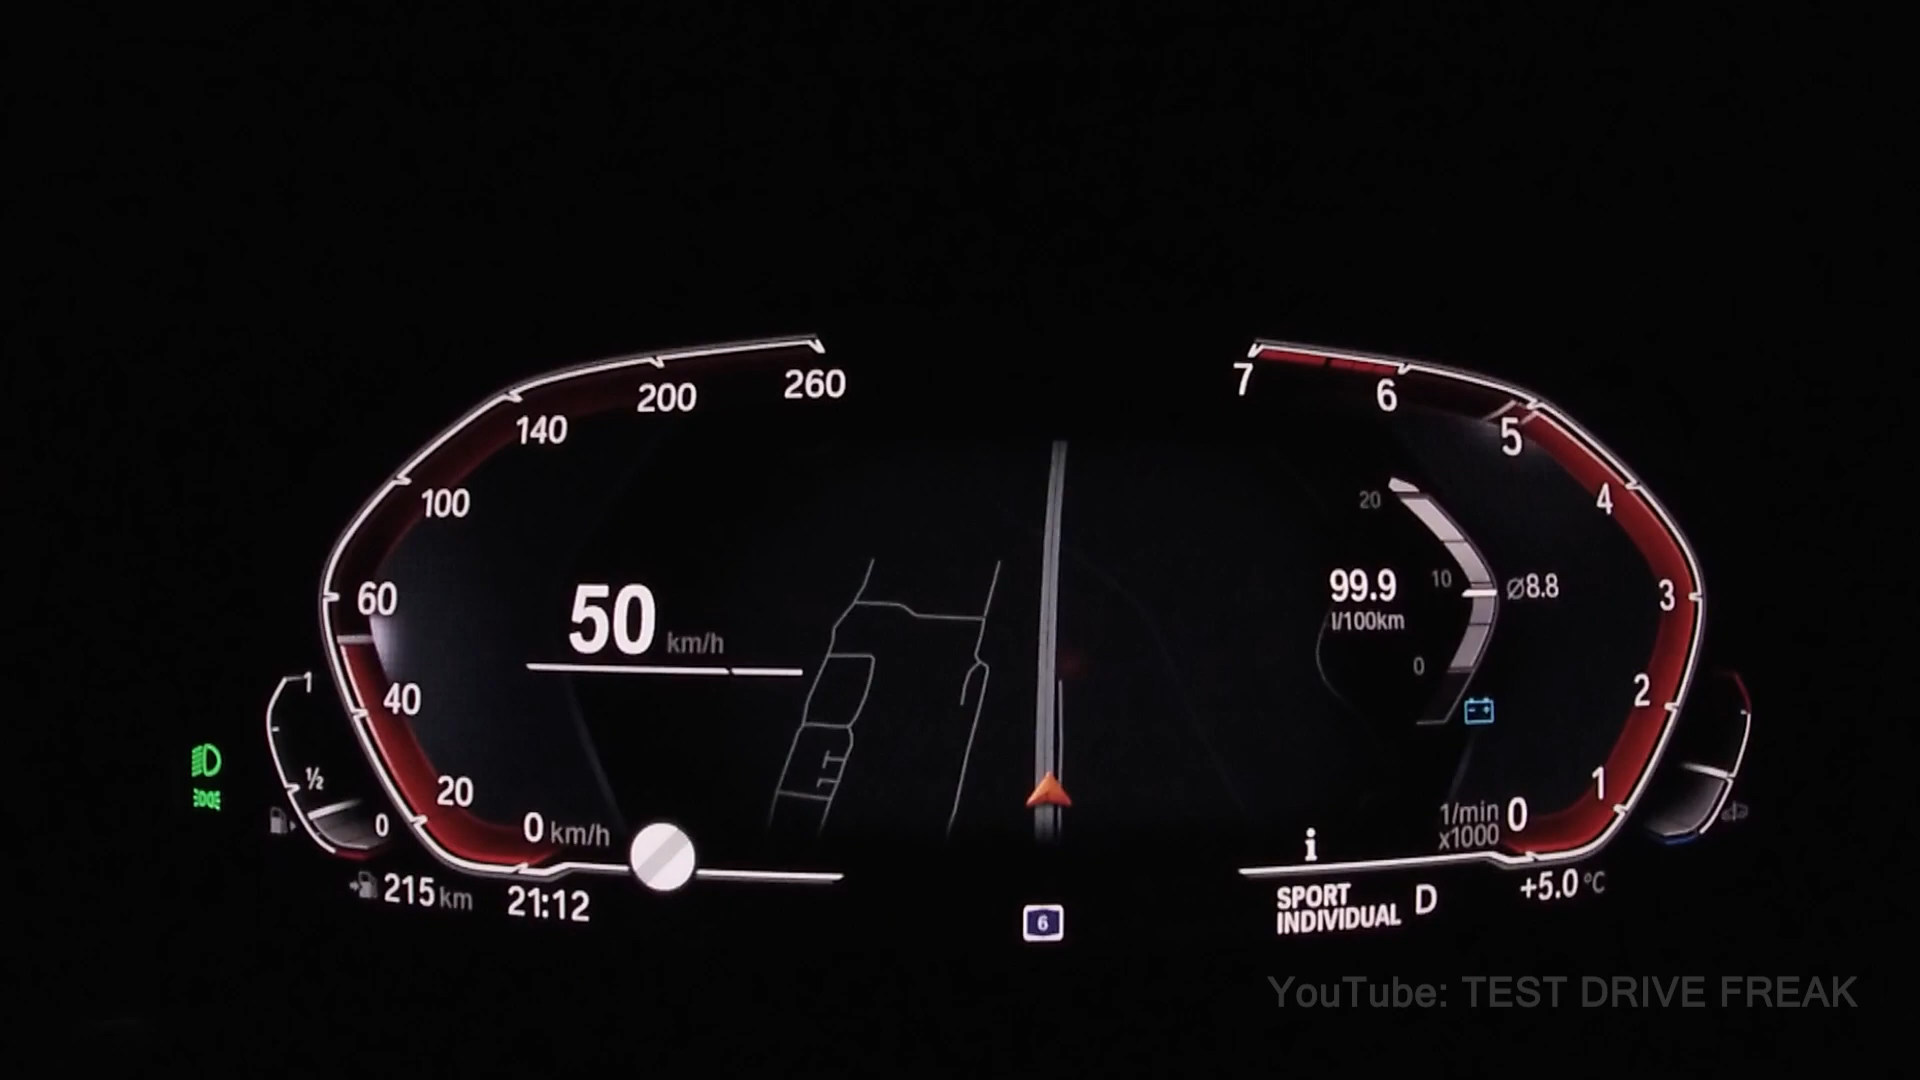 260
200
140
100
60
40
20
0 km/h
50 km/h
1
½
0
215 km
21:12
6
7
6
5
4
3
2
1
0
1/min
x1000
20
10
0
99.9
l/100km
⌀8.8
i
SPORT
INDIVIDUAL
D
+5.0 °C
YouTube: TEST DRIVE FREAK